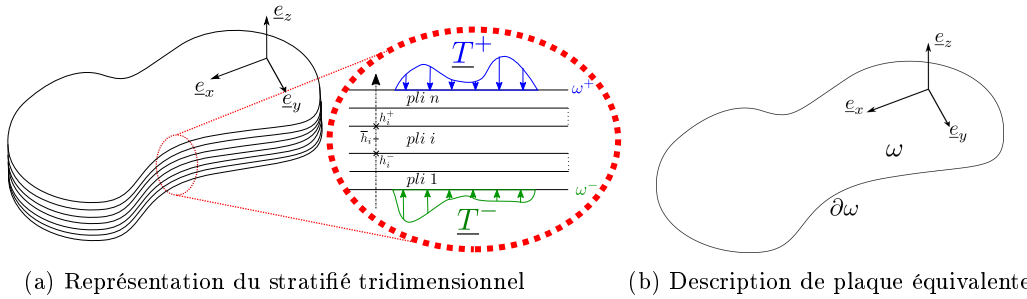 e_z
e_x
e_y
T^+
ω^+
pli n
h_i^+
h̄_i
pli i
h_i^-
pli 1
ω^-
T^-
e_z
e_x
e_y
ω
∂ω
(a) Représentation du stratifié tridimensionnel
(b) Description de plaque équivalente